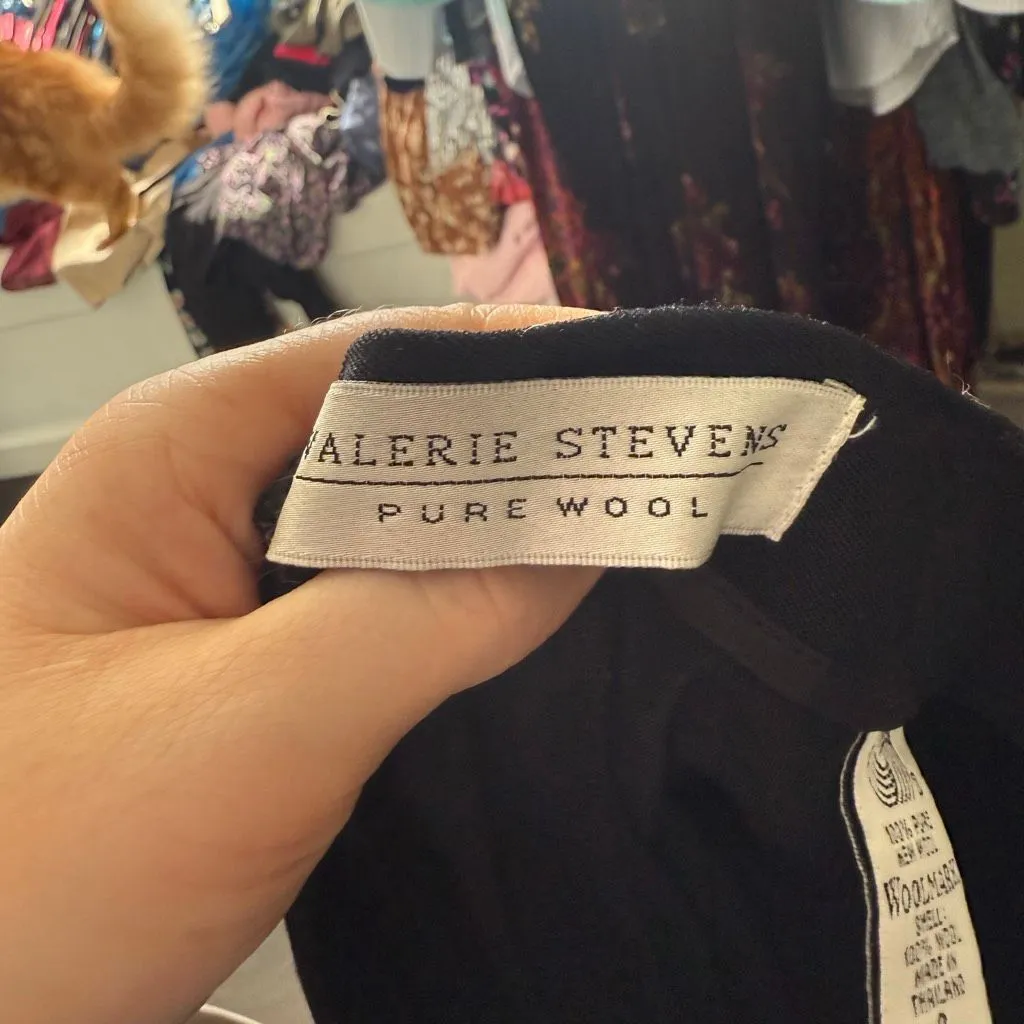 VALERIE STEVENS
PURE WOOL
100% PURE
NEW WOOL
WOOLMARK
SHELL:
100% WOOL
MADE IN
THAILAND